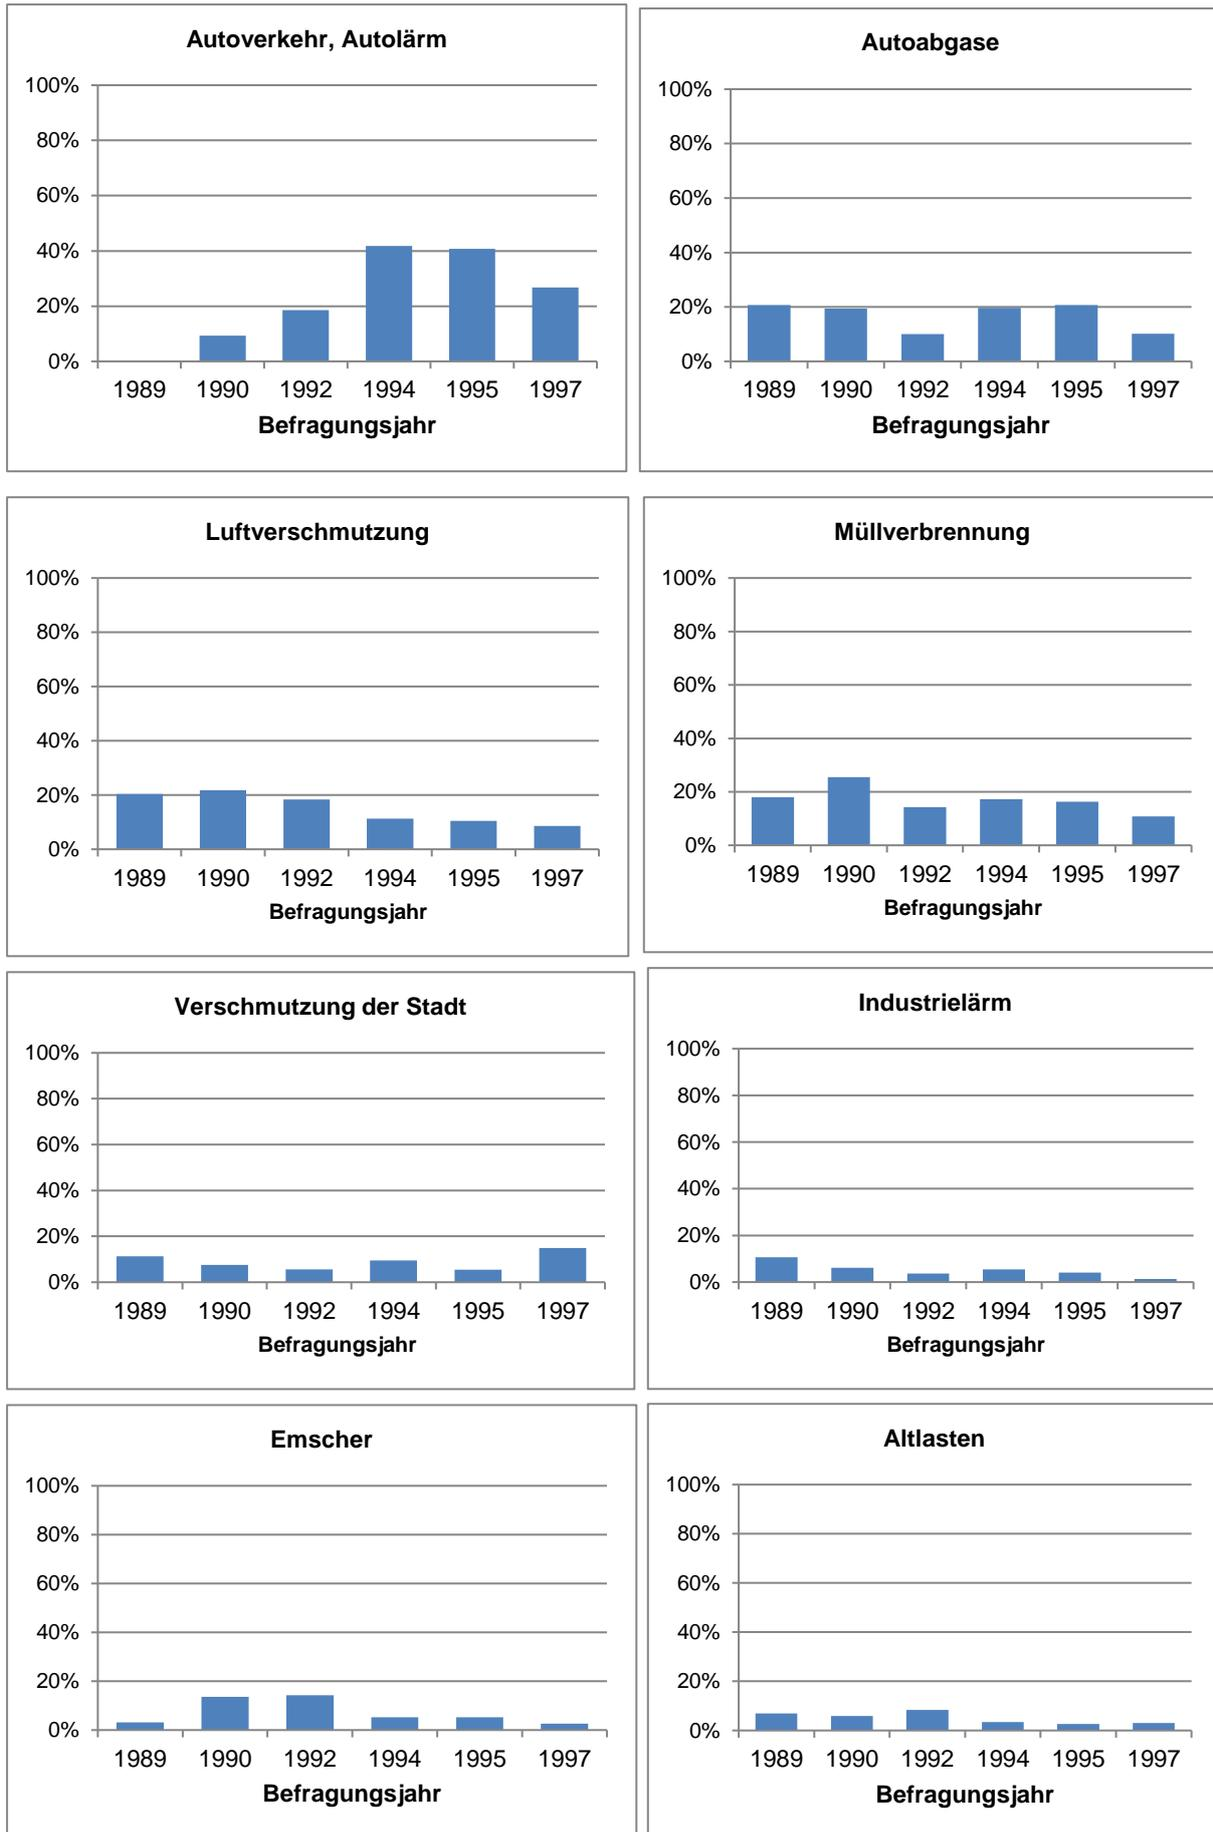 Autoverkehr, Autolärm
100%
80%
60%
40%
20%
0%
1989 1990 1992 1994 1995 1997
Befragungsjahr
Autoabgase
100%
80%
60%
40%
20%
0%
1989 1990 1992 1994 1995 1997
Befragungsjahr
Luftverschmutzung
100%
80%
60%
40%
20%
0%
1989 1990 1992 1994 1995 1997
Befragungsjahr
Müllverbrennung
100%
80%
60%
40%
20%
0%
1989 1990 1992 1994 1995 1997
Befragungsjahr
Verschmutzung der Stadt
100%
80%
60%
40%
20%
0%
1989 1990 1992 1994 1995 1997
Befragungsjahr
Industrielärm
100%
80%
60%
40%
20%
0%
1989 1990 1992 1994 1995 1997
Befragungsjahr
Emscher
100%
80%
60%
40%
20%
0%
1989 1990 1992 1994 1995 1997
Befragungsjahr
Altlasten
100%
80%
60%
40%
20%
0%
1989 1990 1992 1994 1995 1997
Befragungsjahr